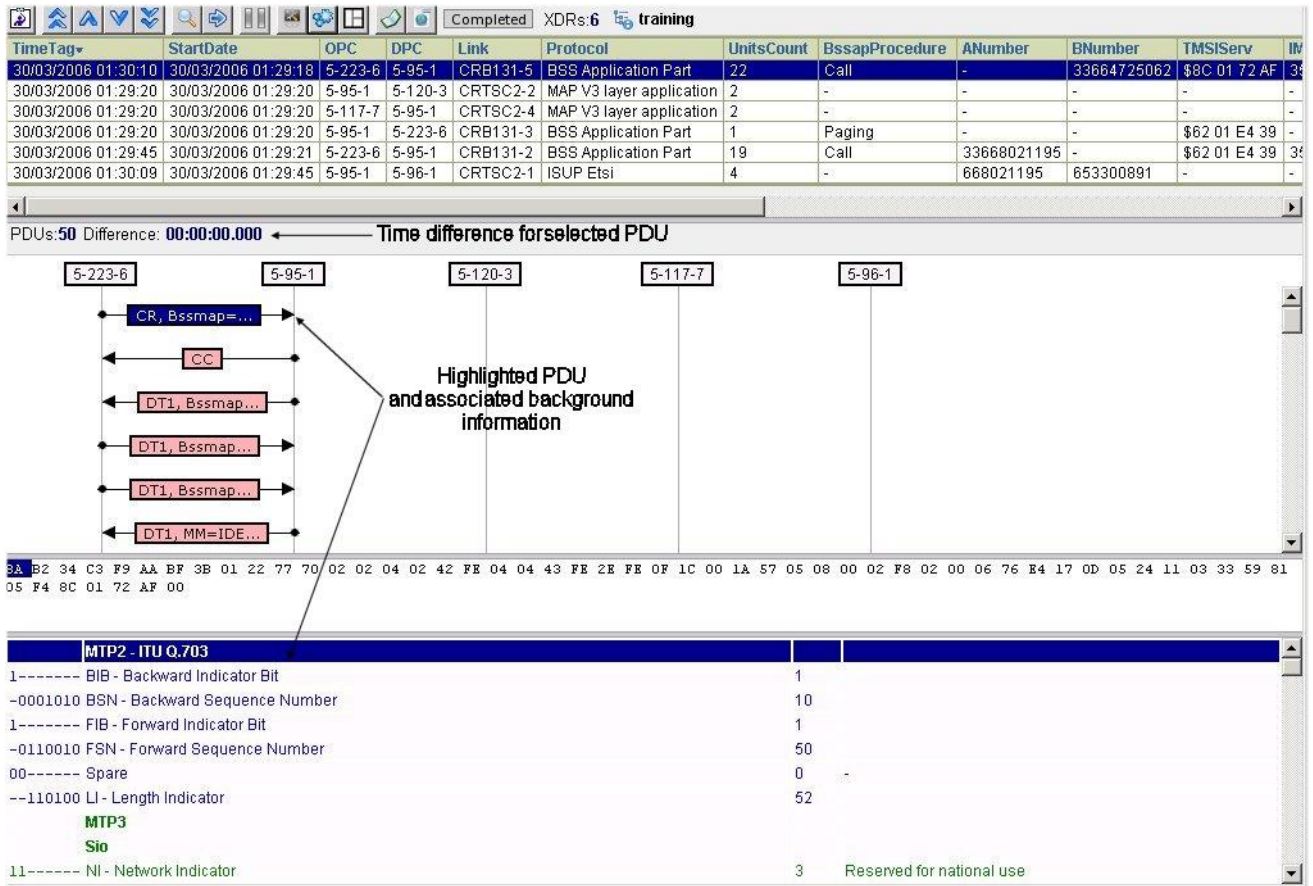 Completed XDRs:6 training
TimeTag StartDate OPC DPC Link Protocol UnitsCount BssapProcedure ANumber BNumber TMSIServ IM
30/03/2006 01:30:10 30/03/2006 01:29:18 5-223-6 5-95-1 CRB131-5 BSS Application Part 22 Call - 33664725062 $8C 01 72 AF 35
30/03/2006 01:29:20 30/03/2006 01:29:20 5-95-1 5-120-3 CRTSC2-2 MAP V3 layer application 2 - - - - -
30/03/2006 01:29:20 30/03/2006 01:29:20 5-117-7 5-95-1 CRTSC2-4 MAP V3 layer application 2 - - - - -
30/03/2006 01:29:20 30/03/2006 01:29:20 5-95-1 5-223-6 CRB131-3 BSS Application Part 1 Paging - - $62 01 E4 39 -
30/03/2006 01:29:45 30/03/2006 01:29:21 5-223-6 5-95-1 CRB131-2 BSS Application Part 19 Call 33668021195 - $62 01 E4 39 35
30/03/2006 01:30:09 30/03/2006 01:29:45 5-95-1 5-96-1 CRTSC2-1 ISUP Etsi 4 - 668021195 653300891 - -
PDUs:50 Difference: 00:00:00.000 Time difference forselected PDU
5-223-6 5-95-1 5-120-3 5-117-7 5-96-1
CR, Bssmap=...
CC
DT1, Bssmap...
DT1, Bssmap...
DT1, Bssmap...
DT1, MM=IDE...
Highlighted PDU
and associated background
information
8A B2 34 C3 F9 AA BF 3B 01 22 77 70 02 02 04 02 42 FE 04 04 43 FE 2E FE 0F 1C 00 1A 57 05 08 00 02 F8 02 00 06 76 E4 17 0D 05 24 11 03 33 59 81
05 F4 8C 01 72 AF 00
MTP2 - ITU Q.703
1------- BIB - Backward Indicator Bit 1
-0001010 BSN - Backward Sequence Number 10
1------- FIB - Forward Indicator Bit 1
-0110010 FSN - Forward Sequence Number 50
00------ Spare 0 -
--110100 LI - Length Indicator 52
MTP3
Sio
11------ NI - Network Indicator 3 Reserved for national use